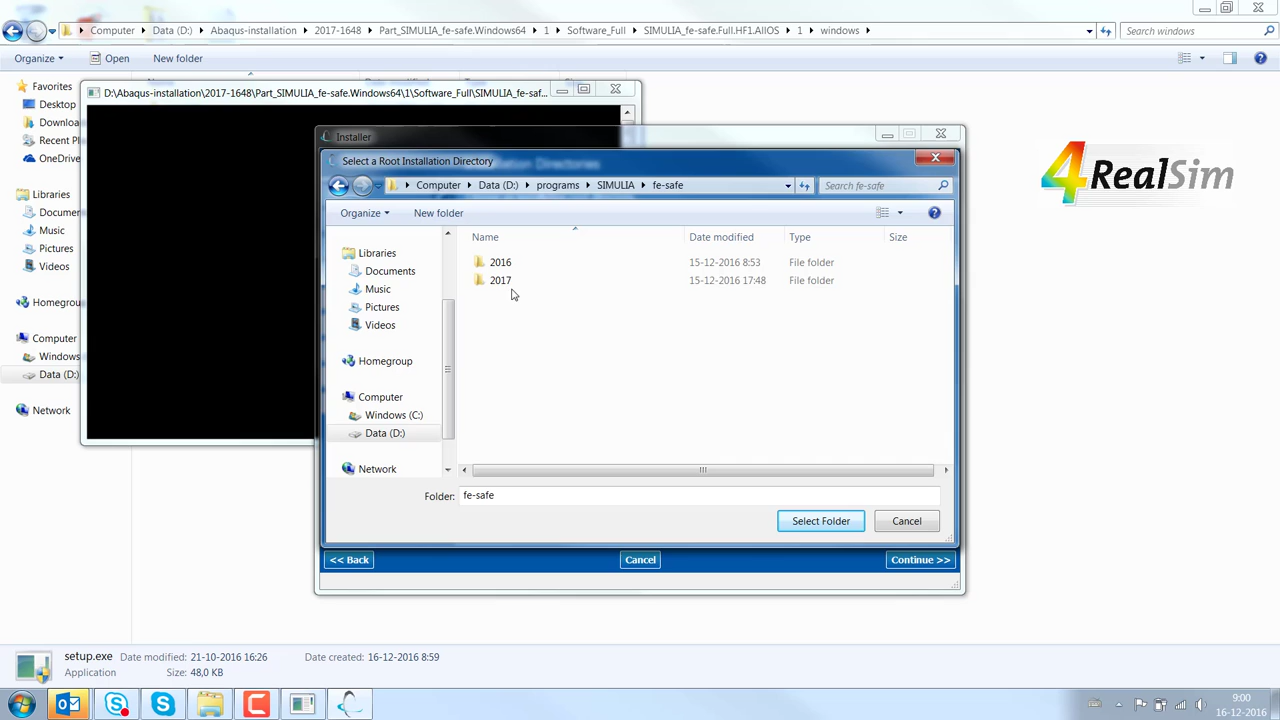 Computer ▸ Data (D:) ▸ Abaqus-installation ▸ 2017-1648 ▸ Part_SIMULIA_fe-safe.Windows64 ▸ 1 ▸ Software_Full ▸ SIMULIA_fe-safe.Full.HF1.AllOS ▸ 1 ▸ windows ▸
Search windows
Organize
Open
New folder
Favorites
Desktop
Downloa
Recent Pl
OneDrive
Libraries
Documen
Music
Pictures
Videos
Homegrou
Computer
Windows
Data (D:)
Network
D:\Abaqus-installation\2017-1648\Part_SIMULIA_fe-safe.Windows64\1\Software_Full\SIMULIA_fe-saf...
Installer
Select a Root Installation Directory
Computer ▸ Data (D:) ▸ programs ▸ SIMULIA ▸ fe-safe
Search fe-safe
Organize
New folder
Libraries
Documents
Music
Pictures
Videos
Homegroup
Computer
Windows (C:)
Data (D:)
Network
Name Date modified Type Size
2016 15-12-2016 8:53 File folder
2017 15-12-2016 17:48 File folder
Folder: fe-safe
Select Folder
Cancel
<< Back
Cancel
Continue >>
4RealSim
setup.exe Date modified: 21-10-2016 16:26 Date created: 16-12-2016 8:59
Application Size: 48,0 KB
9:00
16-12-2016